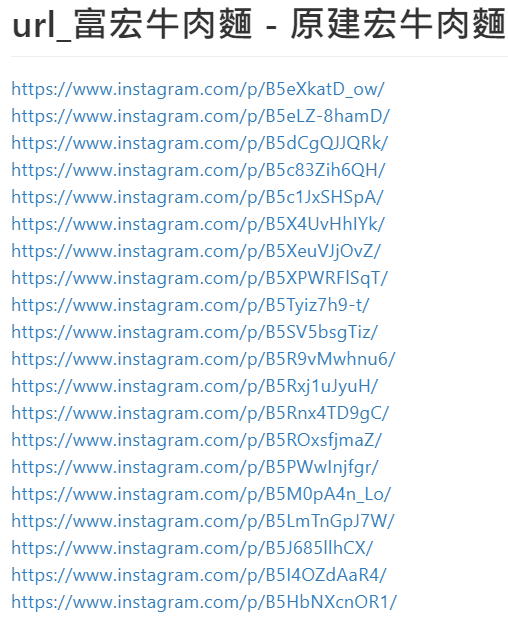 url_富宏牛肉麵 - 原建宏牛肉麵
https://www.instagram.com/p/B5eXkatD_ow/
https://www.instagram.com/p/B5eLZ-8hamD/
https://www.instagram.com/p/B5dCgQJJQRk/
https://www.instagram.com/p/B5c83Zih6QH/
https://www.instagram.com/p/B5c1JxSHSpA/
https://www.instagram.com/p/B5X4UvHhIYk/
https://www.instagram.com/p/B5XeuVJjOvZ/
https://www.instagram.com/p/B5XPWRFlSqT/
https://www.instagram.com/p/B5Tyiz7h9-t/
https://www.instagram.com/p/B5SV5bsgTiz/
https://www.instagram.com/p/B5R9vMwhnu6/
https://www.instagram.com/p/B5Rxj1uJyuH/
https://www.instagram.com/p/B5Rnx4TD9gC/
https://www.instagram.com/p/B5ROxsfjmaZ/
https://www.instagram.com/p/B5PWwInjfgr/
https://www.instagram.com/p/B5M0pA4n_Lo/
https://www.instagram.com/p/B5LmTnGpJ7W/
https://www.instagram.com/p/B5J685llhCX/
https://www.instagram.com/p/B5I4OZdAaR4/
https://www.instagram.com/p/B5HbNXcnOR1/